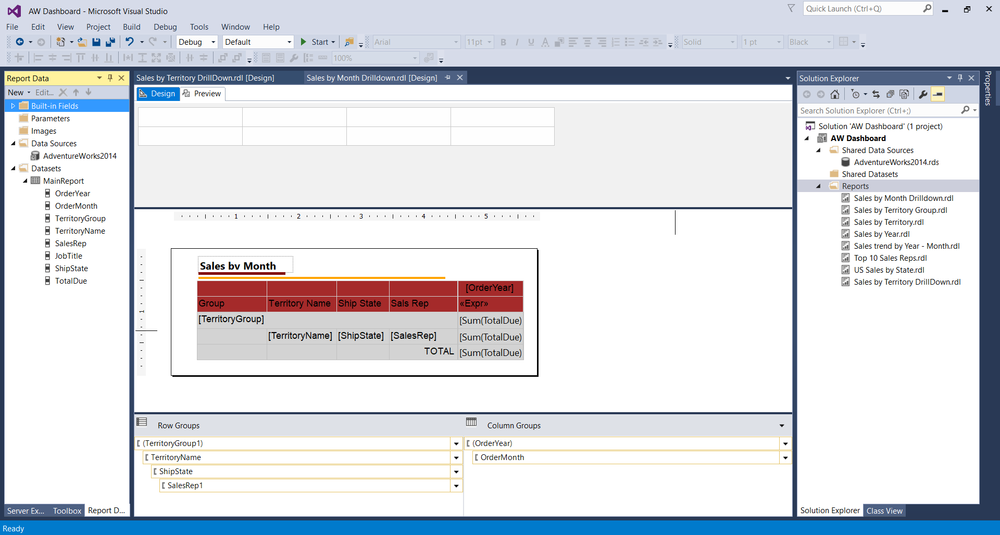 AW Dashboard - Microsoft Visual Studio
Quick Launch (Ctrl+Q)
File Edit View Project Build Debug Tools Window Help
Debug Default Start Arial 11pt B I U A Solid 1 pt Black
100%
Report Data
New Edit...
Built-in Fields
Parameters
Images
Data Sources
AdventureWorks2014
Datasets
MainReport
OrderYear
OrderMonth
TerritoryGroup
TerritoryName
SalesRep
JobTitle
ShipState
TotalDue
Server Ex... Toolbox Report D...
Sales by Territory DrillDown.rdl [Design] Sales by Month Drilldown.rdl [Design]
Design Preview
1 2 3 4 5
1
Sales by Month
[OrderYear]
Group Territory Name Ship State Sals Rep «Expr»
[TerritoryGroup] [Sum(TotalDue)
[TerritoryName] [ShipState] [SalesRep] [Sum(TotalDue)
TOTAL [Sum(TotalDue)
Row Groups Column Groups
(TerritoryGroup1) (OrderYear)
TerritoryName OrderMonth
ShipState
SalesRep1
Solution Explorer
Search Solution Explorer (Ctrl+;)
Solution 'AW Dashboard' (1 project)
AW Dashboard
Shared Data Sources
AdventureWorks2014.rds
Shared Datasets
Reports
Sales by Month Drilldown.rdl
Sales by Territory Group.rdl
Sales by Territory.rdl
Sales by Year.rdl
Sales trend by Year - Month.rdl
Top 10 Sales Reps.rdl
US Sales by State.rdl
Sales by Territory DrillDown.rdl
Solution Explorer Class View
Properties
Ready